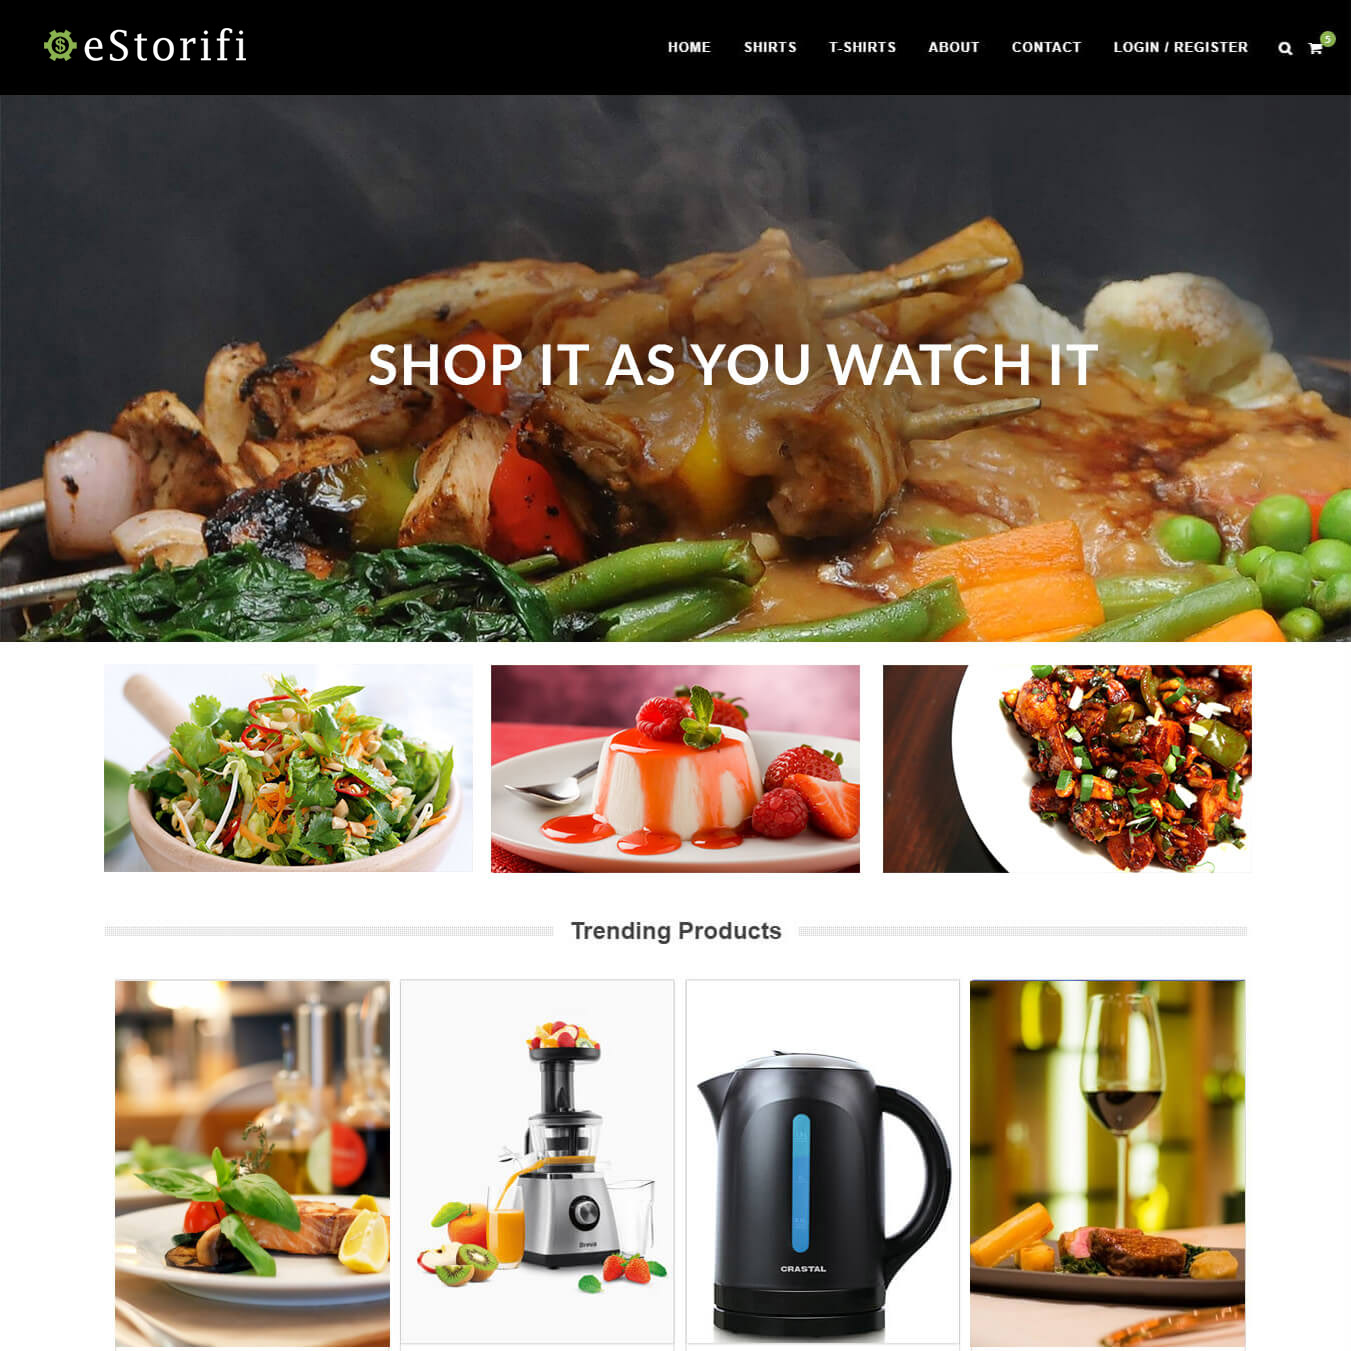 $ eStorifi
HOME SHIRTS T-SHIRTS ABOUT CONTACT LOGIN / REGISTER 5
SHOP IT AS YOU WATCH IT
Trending Products
CRASTAL